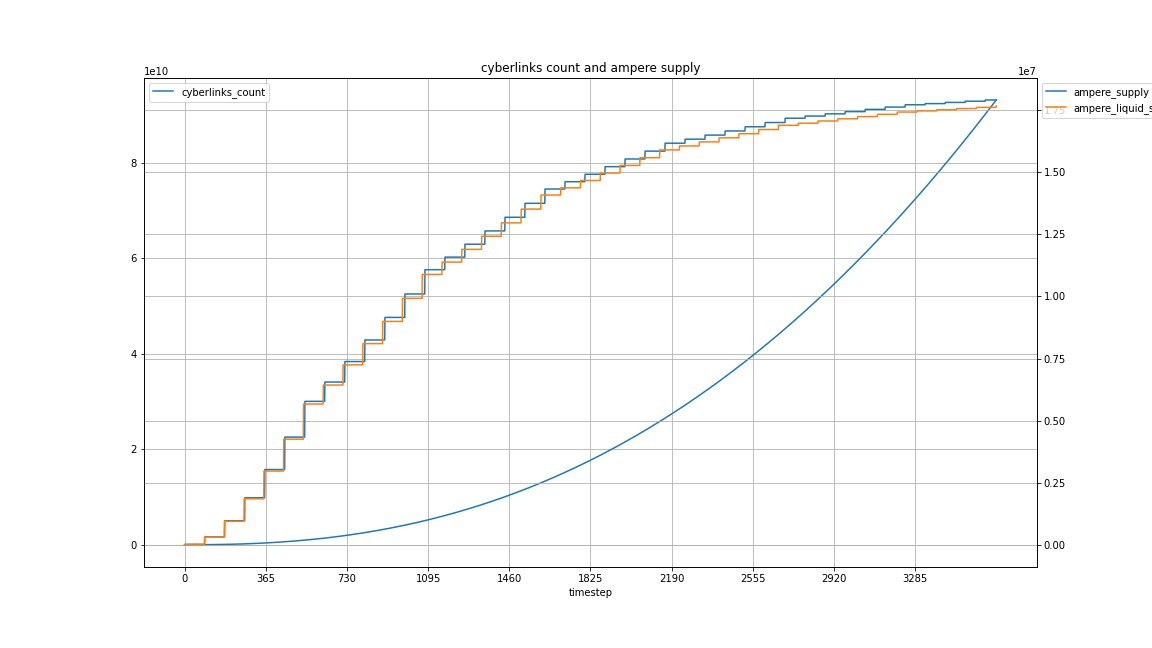 cyberlinks count and ampere supply
1e10
1e7
cyberlinks_count
ampere_supply
ampere_liquid_s
1.75
8
1.50
1.25
6
1.00
4
0.75
0.50
2
0.25
0
0.00
0 365 730 1095 1460 1825 2190 2555 2920 3285
timestep